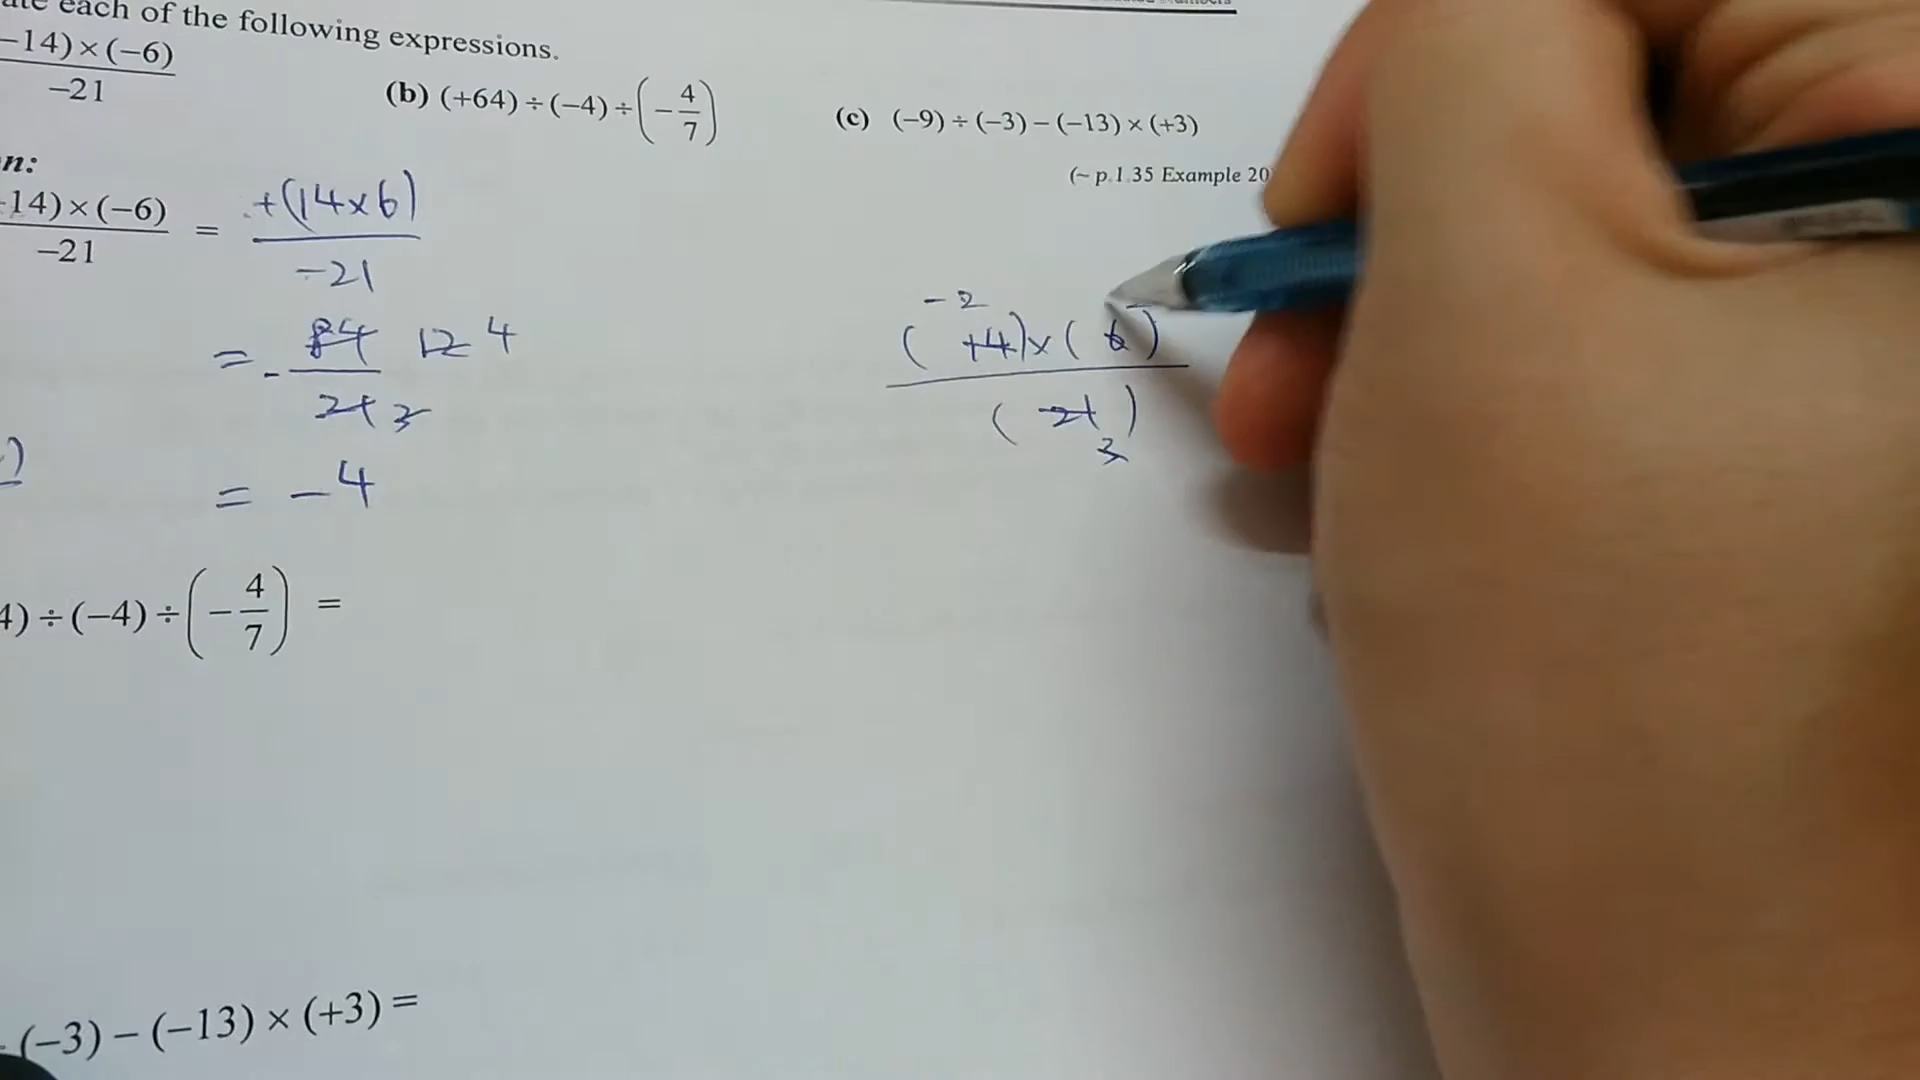 each of the following expressions.
–14)×(–6)
–21
(b) (+64)÷(–4)÷(–4/7)
(c) (–9)÷(–3)–(–13)×(+3)
(~ p.1.35 Example 20
n:
14)×(–6)
–21
= +(14×6)
–21
= - 84 12 4
21 3
= –4
–2
( 14)×( 6 )
( –21 )
3
4)÷(–4)÷(–4/7) =
(–3)–(–13)×(+3)=